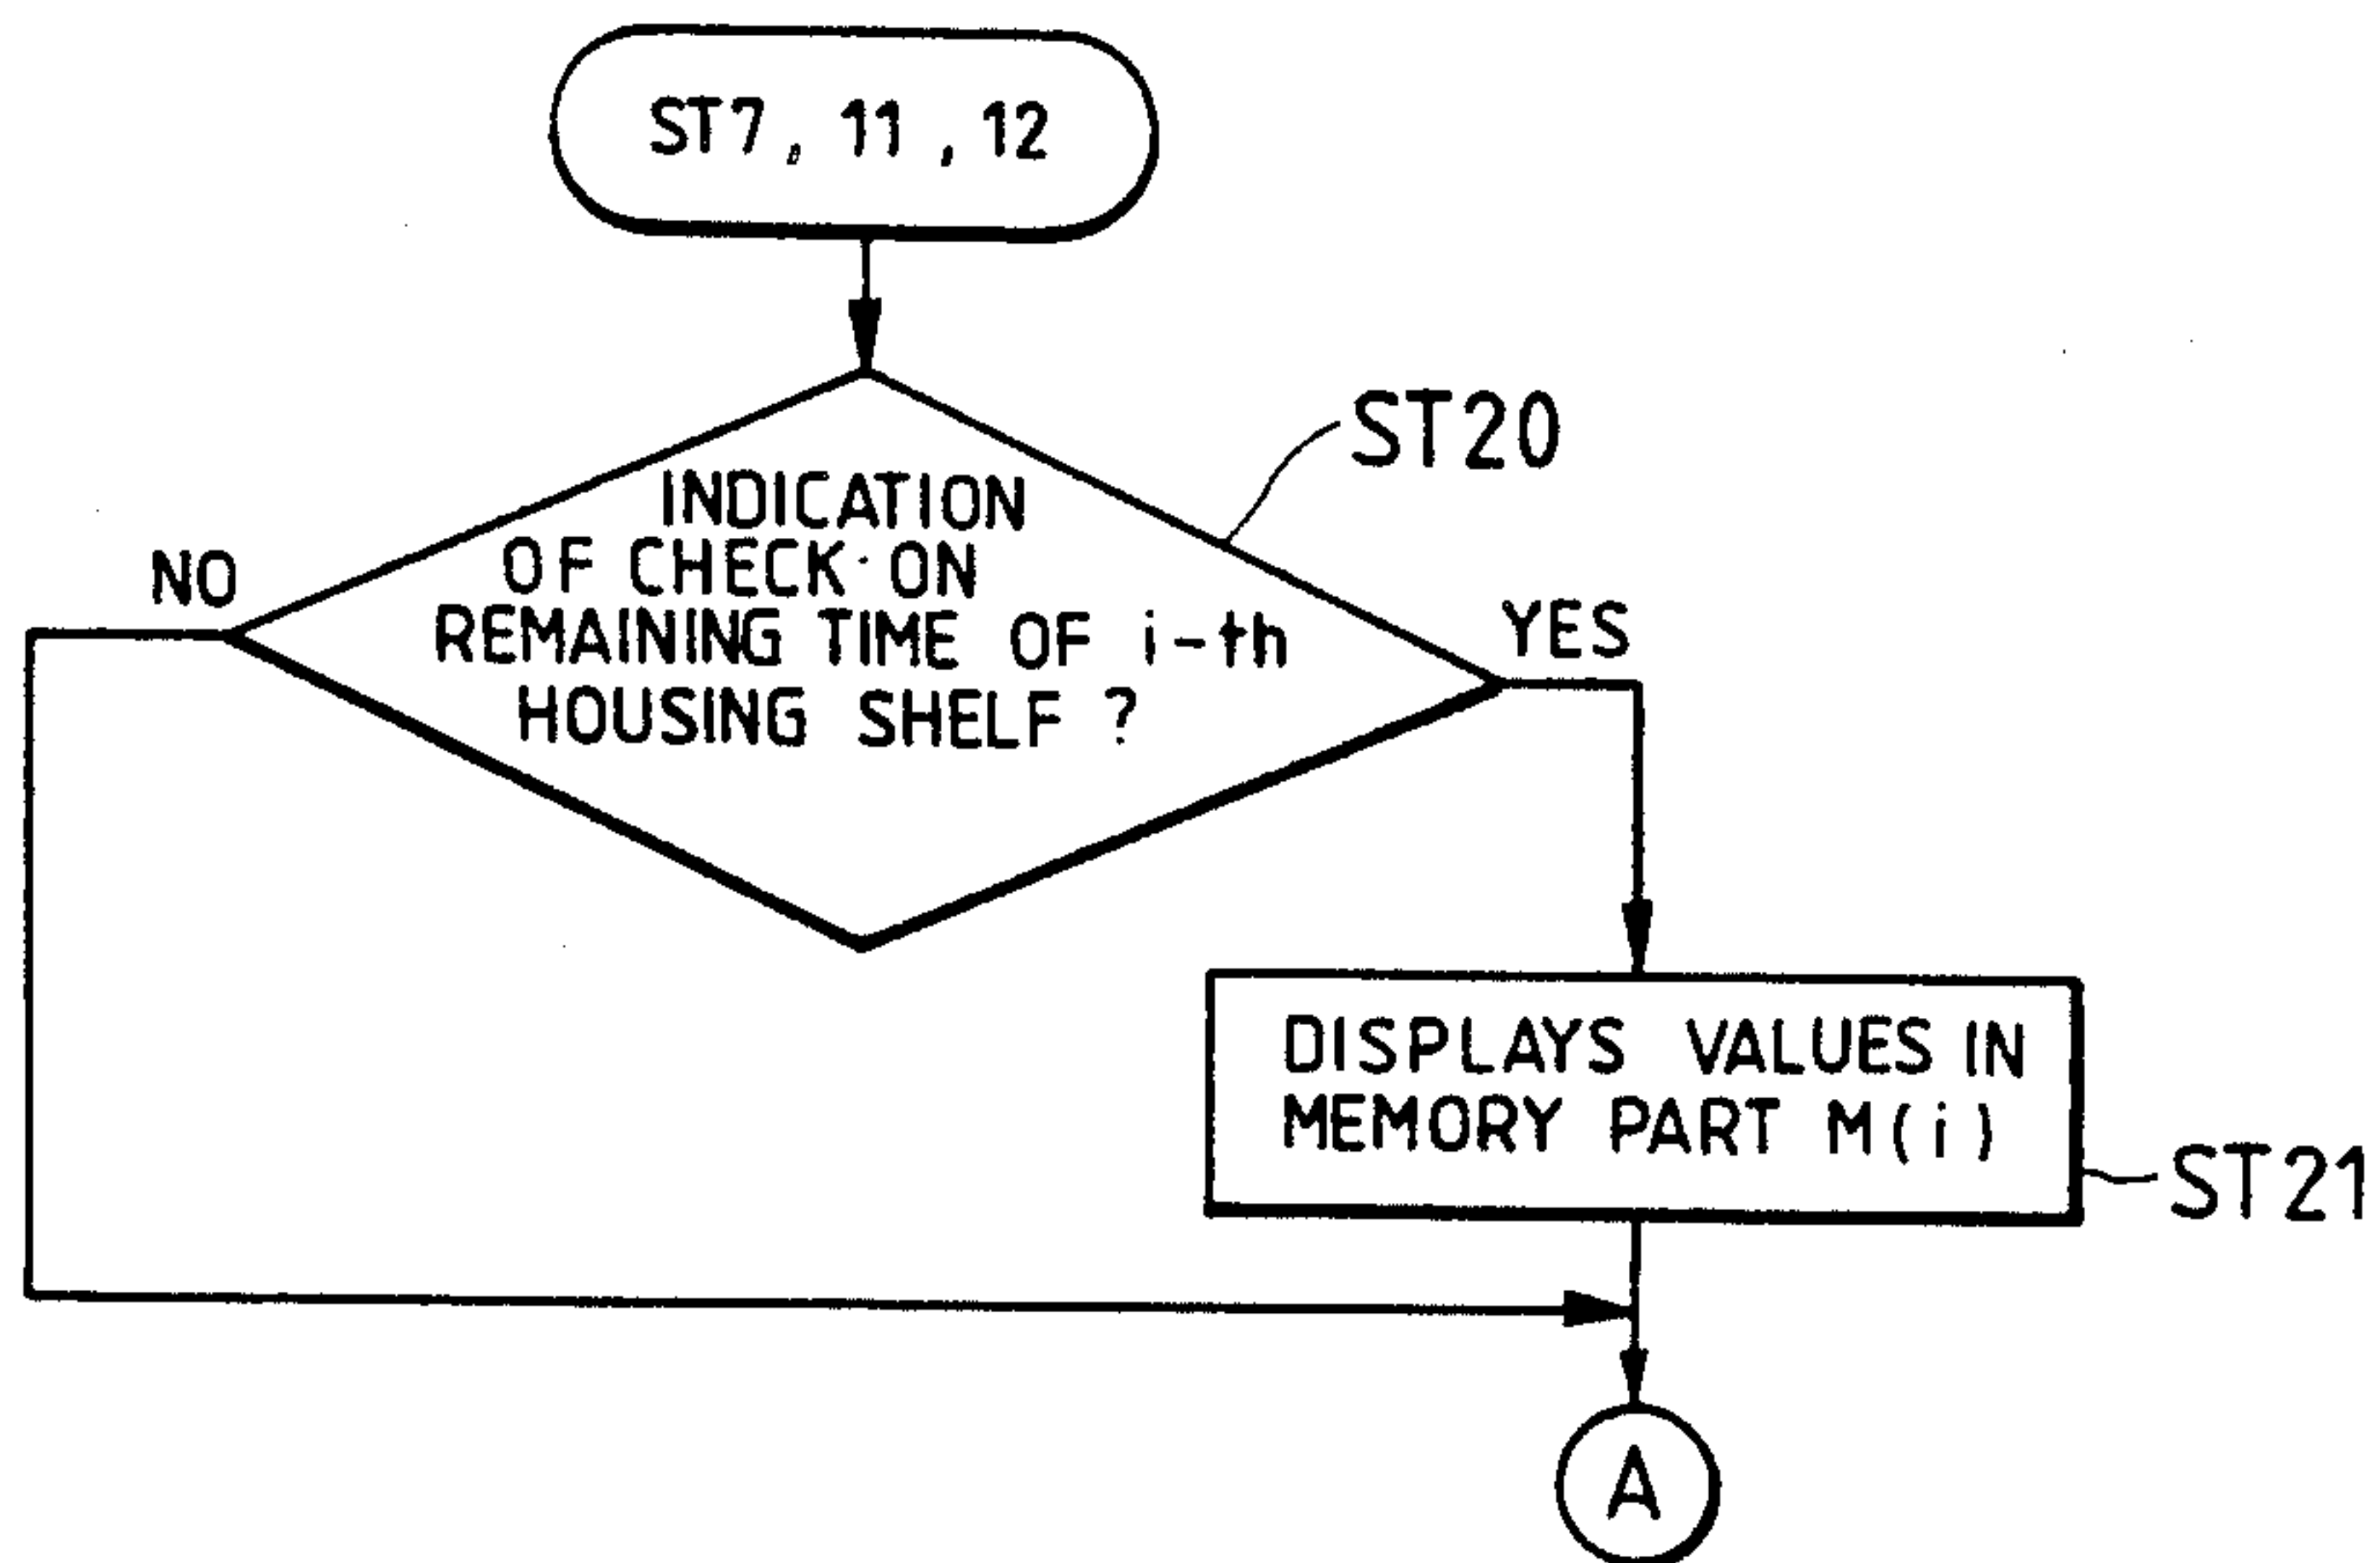 ST7, 11, 12
ST20
INDICATION
OF CHECK ON
REMAINING TIME OF i-th
HOUSING SHELF ?
NO
YES
DISPLAYS VALUES IN
MEMORY PART M(i)
ST21
A